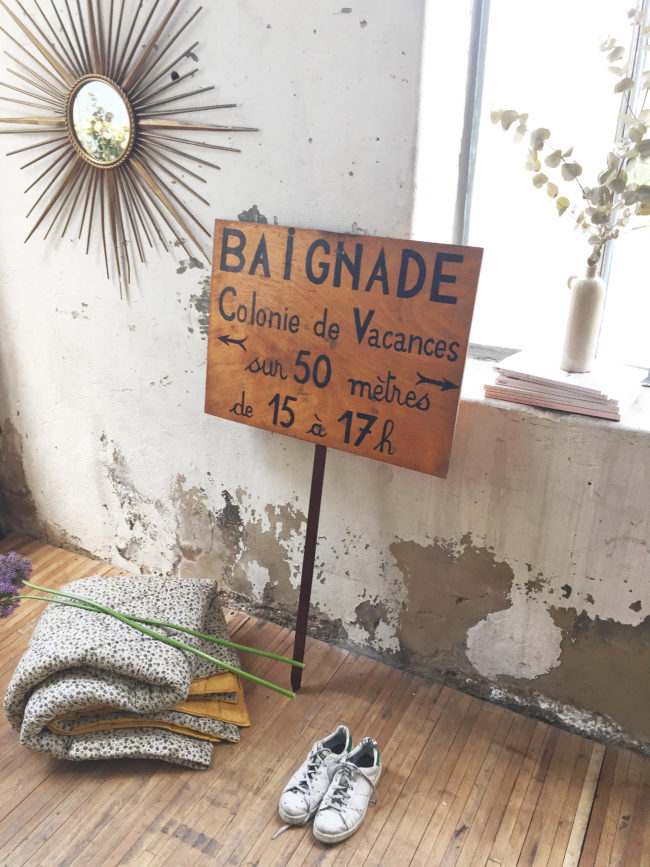 BAiGNADE
Colonie de Vacances
sur 50 mètres
de 15 à 17h